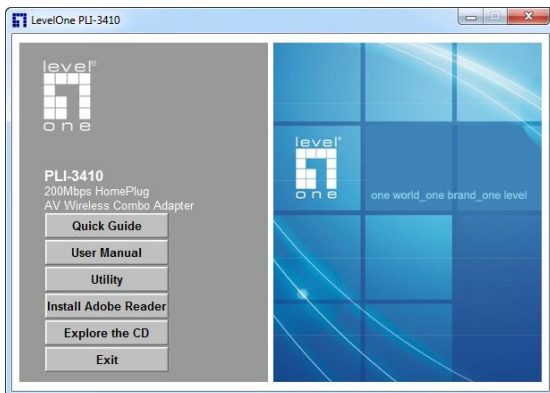 LevelOne PLI-3410
level®
one
PLI-3410
200Mbps HomePlug
AV Wireless Combo Adapter
Quick Guide
User Manual
Utility
Install Adobe Reader
Explore the CD
Exit
level®
one
one world_one brand_one level